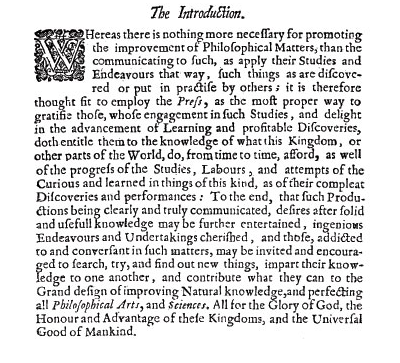 The Introduction.
WHereas there is nothing more neceſſary for promoting
the improvement of Philoſophical Matters, than the
communicating to ſuch, as apply their Studies and
Endeavours that way, ſuch things as are diſcove-
red or put in practiſe by others; it is therefore
thought fit to employ the Preſs, as the moſt proper way to
gratifie thoſe, whoſe engagement in ſuch Studies, and delight
in the advancement of Learning and profitable Diſcoveries,
doth entitle them to the knowledge of what this Kingdom, or
other parts of the World, do, from time to time, afford, as well
of the progreſs of the Studies, Labours, and attempts of the
Curious and learned in things of this kind, as of their compleat
Diſcoveries and performances: To the end, that ſuch Produ-
ctions being clearly and truly communicated, deſires after ſolid
and uſefull knowledge may be further entertained, ingenious
Endeavours and Undertakings cheriſhed, and thoſe, addicted
to and converſant in ſuch matters, may be invited and encoura-
ged to ſearch, try, and find out new things, impart their know-
ledge to one another, and contribute what they can to the
Grand deſign of improving Natural knowledge, and perfecting
all Philoſophical Arts, and Sciences. All for the Glory of God, the
Honour and Advantage of theſe Kingdoms, and the Univerſal
Good of Mankind.